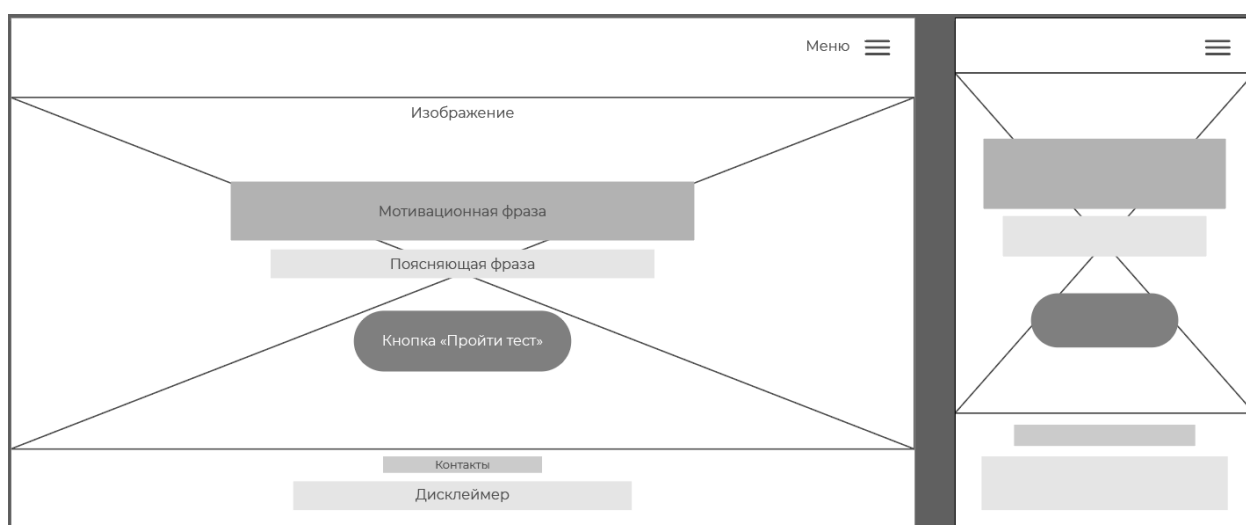 Меню
Изображение
Мотивационная фраза
Поясняющая фраза
Кнопка «Пройти тест»
Контакты
Дисклеймер